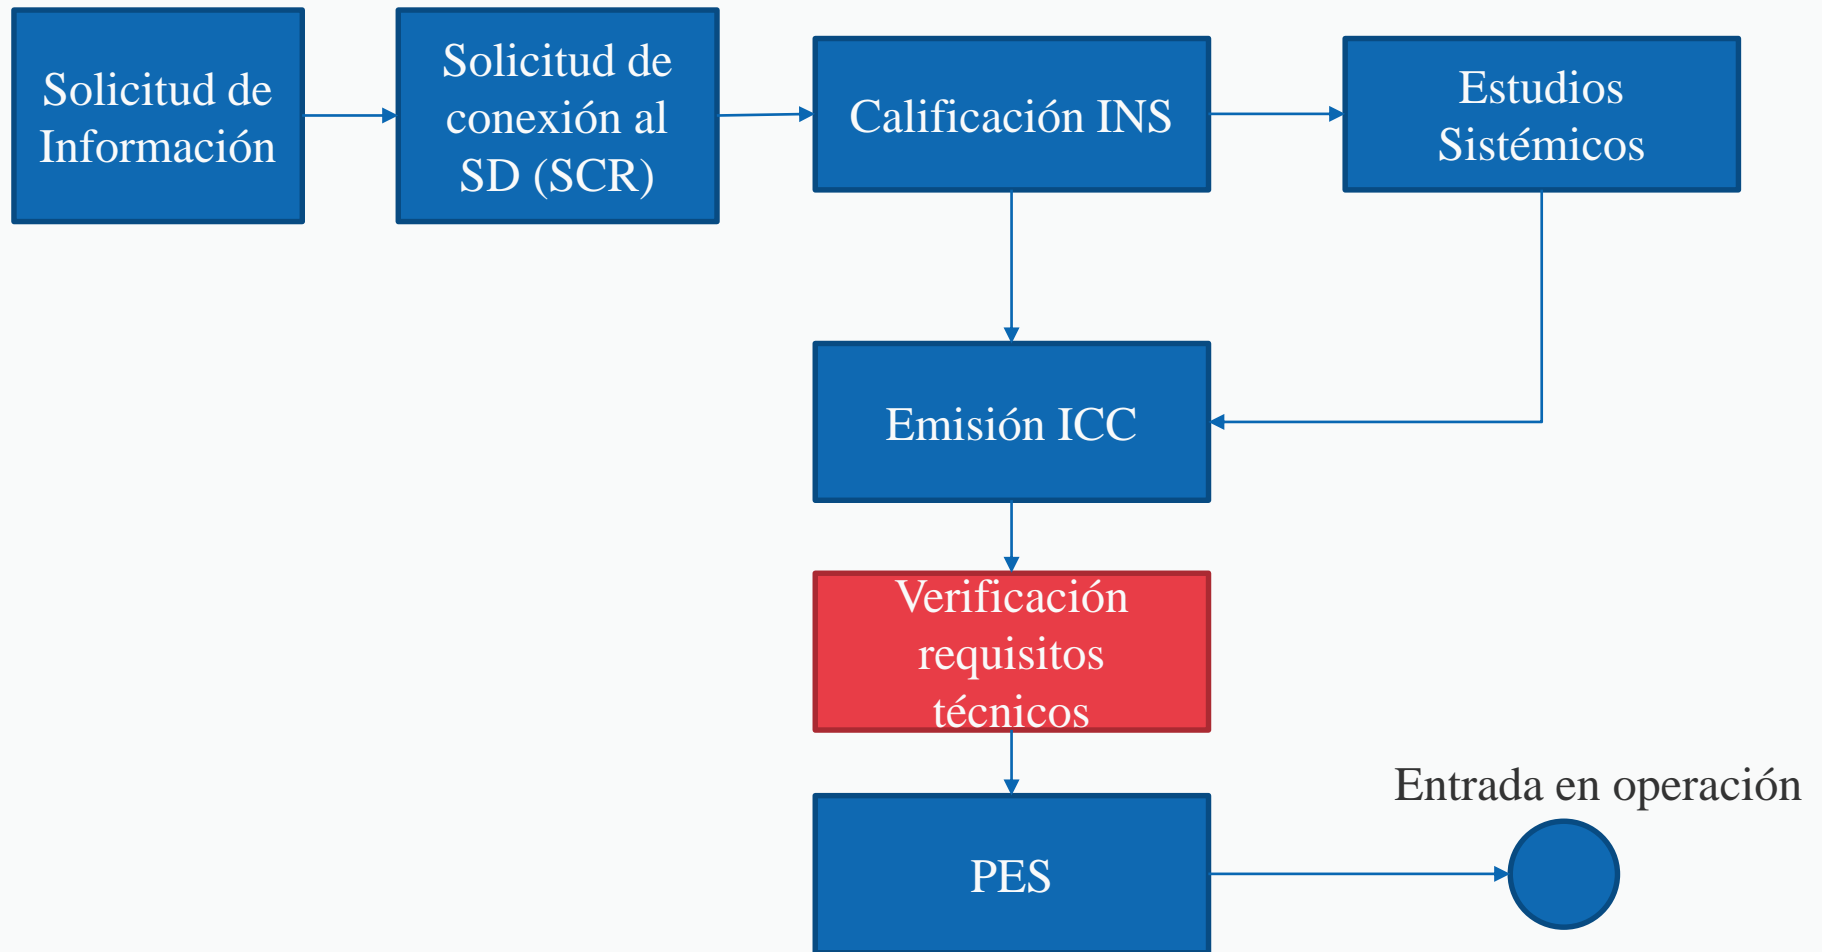 Solicitud de
Información
Solicitud de
conexión al
SD (SCR)
Calificación INS
Estudios
Sistémicos
Emisión ICC
Verificación
requisitos
técnicos
PES
Entrada en operación